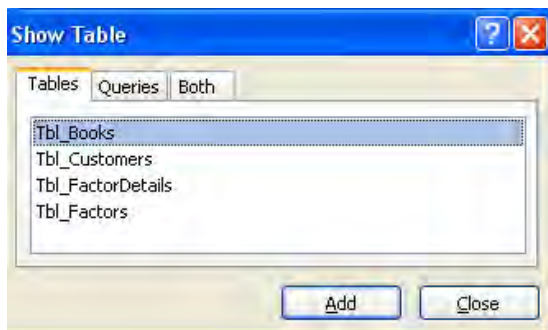 Show Table
Tables Queries Both
Tbl_Books
Tbl_Customers
Tbl_FactorDetails
Tbl_Factors
Add Close